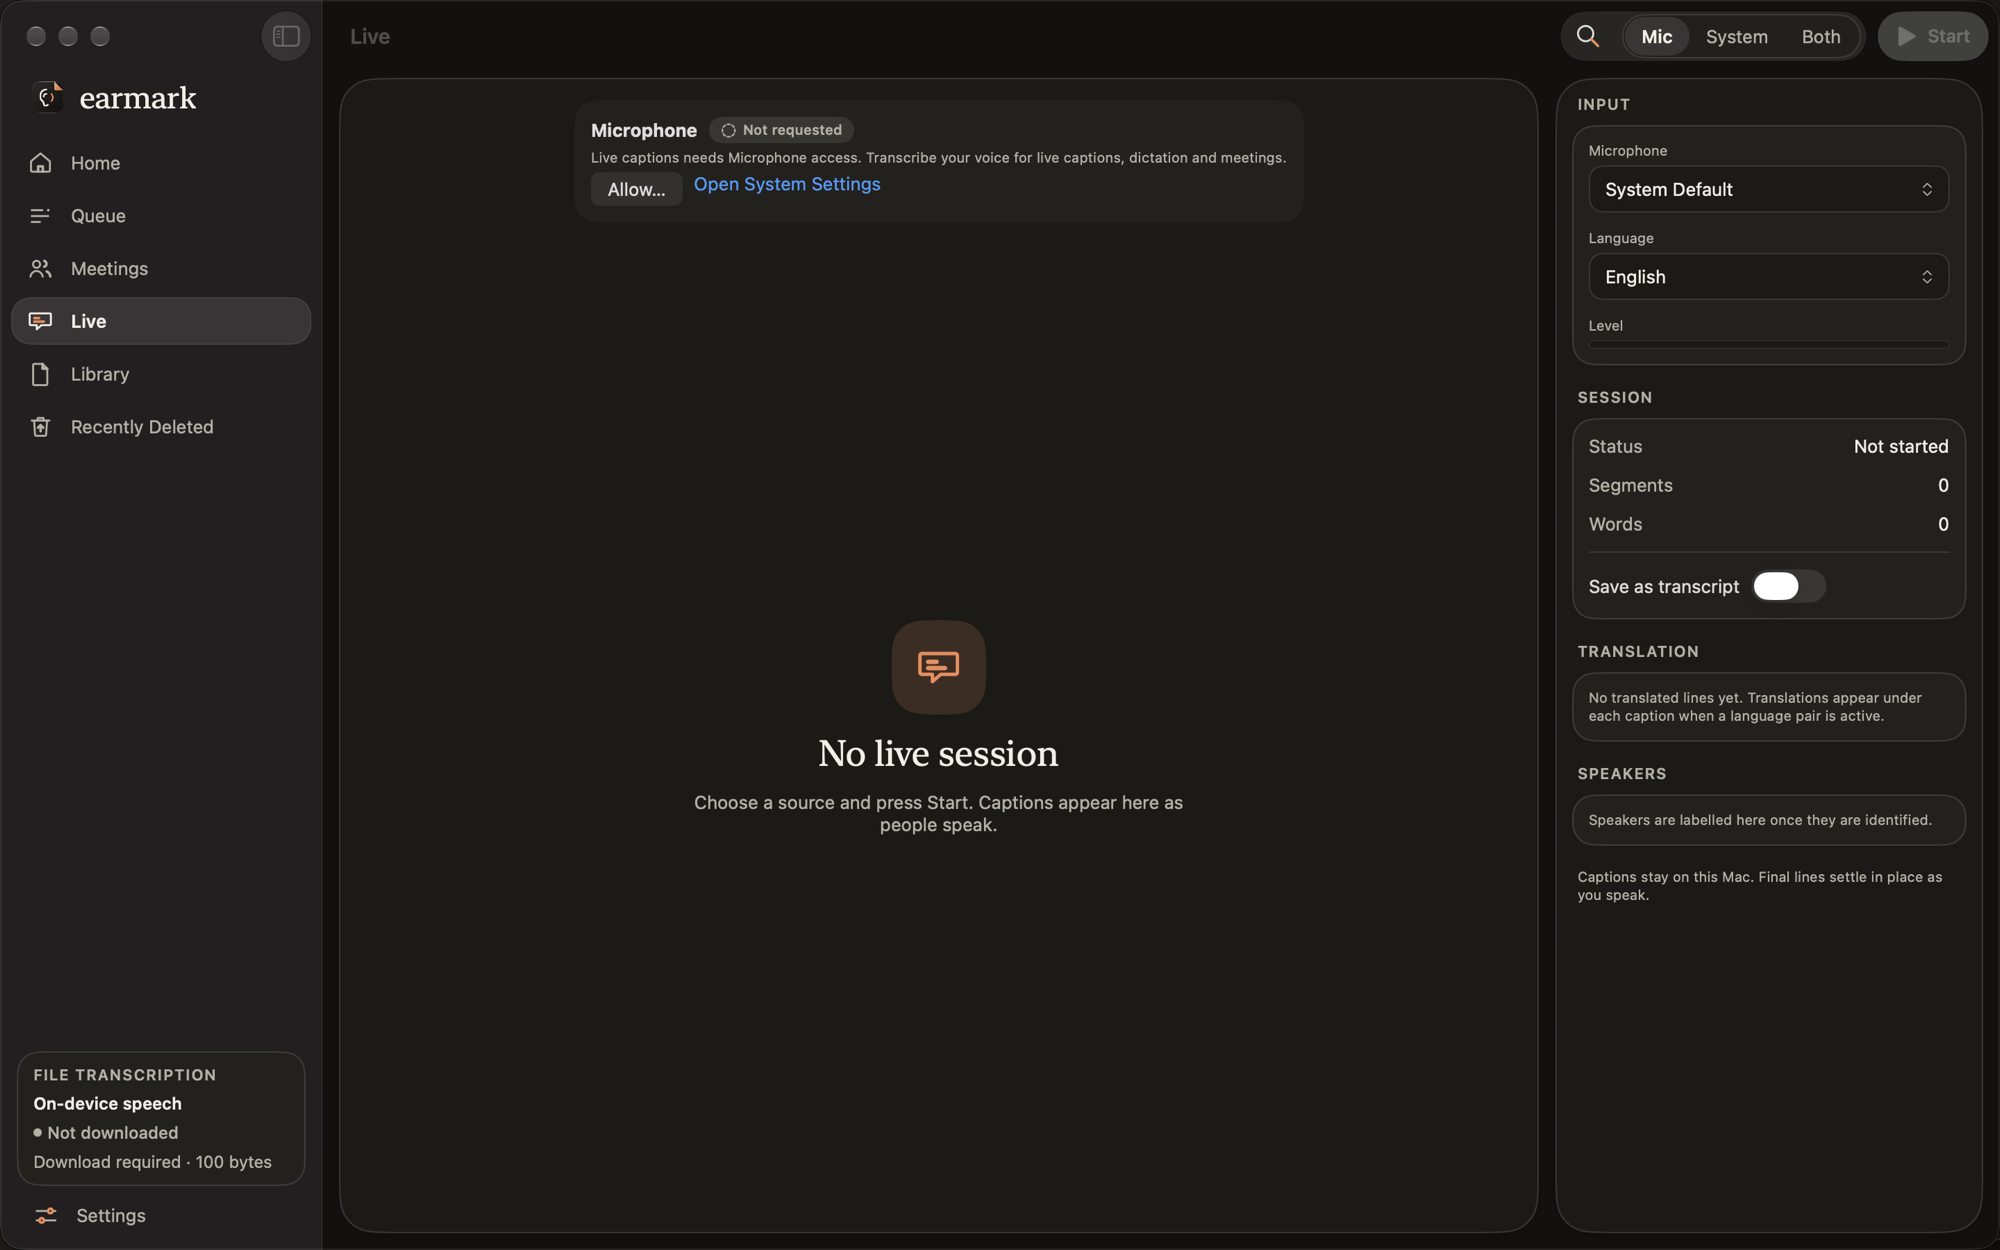 earmark
Home
Queue
Meetings
Live
Library
Recently Deleted
FILE TRANSCRIPTION
On-device speech
Not downloaded
Download required · 100 bytes
Settings
Live
Mic
System
Both
Start
Microphone
Not requested
Live captions needs Microphone access. Transcribe your voice for live captions, dictation and meetings.
Allow...
Open System Settings
No live session
Choose a source and press Start. Captions appear here as
people speak.
INPUT
Microphone
System Default
Language
English
Level
SESSION
Status
Not started
Segments
0
Words
0
Save as transcript
TRANSLATION
No translated lines yet. Translations appear under
each caption when a language pair is active.
SPEAKERS
Speakers are labelled here once they are identified.
Captions stay on this Mac. Final lines settle in place as
you speak.